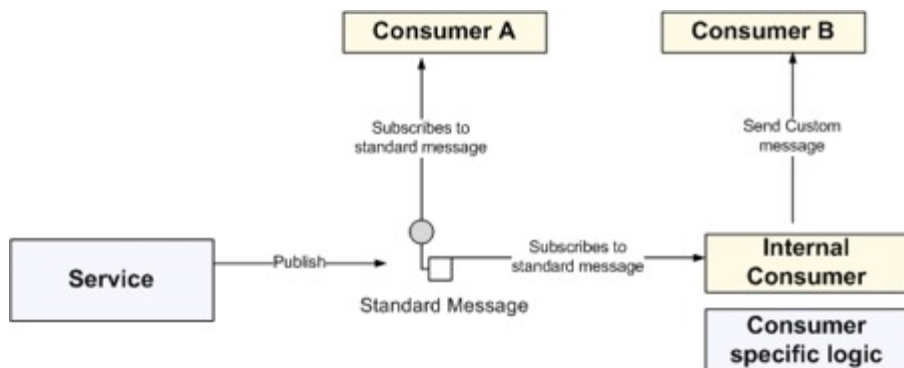 Consumer A
Consumer B
Subscribes to
standard message
Send Custom
message
Service
Publish
Subscribes to
standard message
Internal
Consumer
Standard Message
Consumer
specific logic